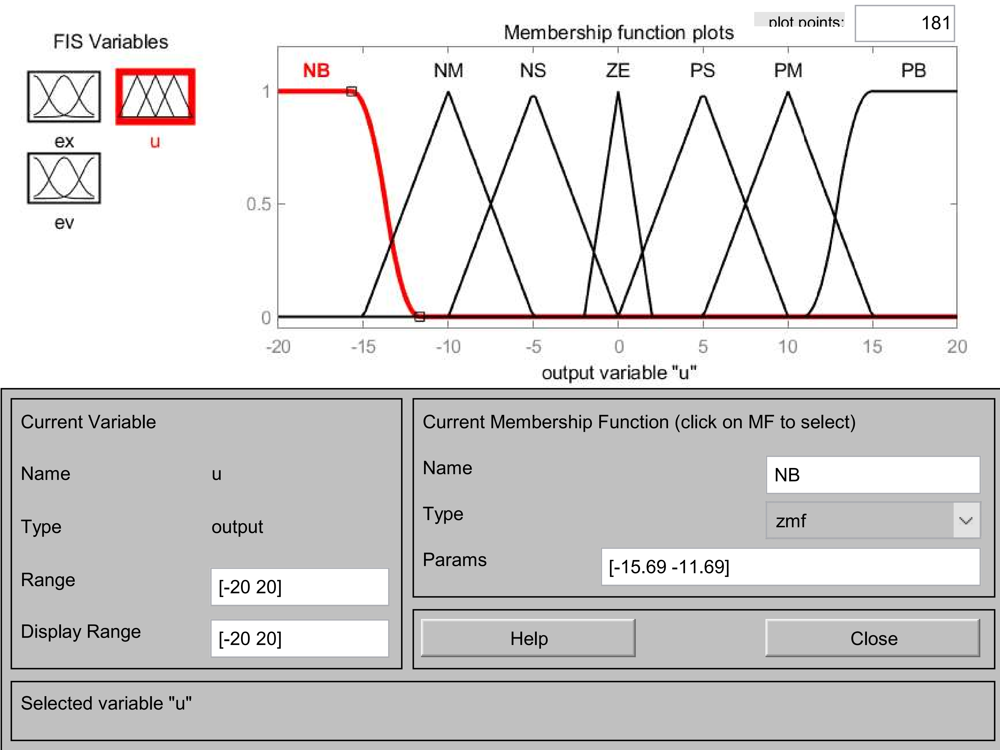 plot points:
181
FIS Variables
Membership function plots
NB
NM
NS
ZE
PS
PM
PB
1
0.5
0
-20
-15
-10
-5
0
5
10
15
20
output variable "u"
ex
u
ev
Current Variable
Name
u
Type
output
Range
[-20 20]
Display Range
[-20 20]
Current Membership Function (click on MF to select)
Name
NB
Type
zmf
Params
[-15.69 -11.69]
Help
Close
Selected variable "u"